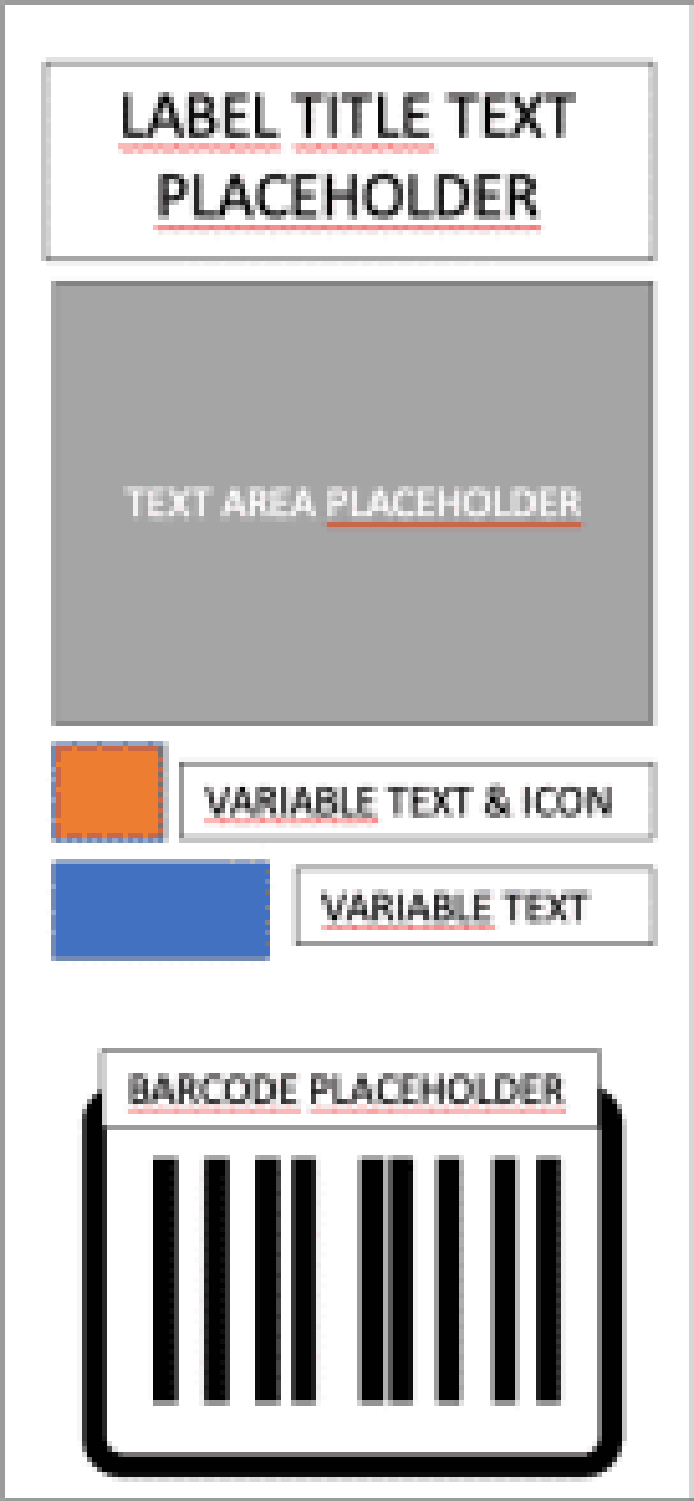 LABEL TITLE TEXT
PLACEHOLDER
TEXT AREA PLACEHOLDER
VARIABLE TEXT & ICON
VARIABLE TEXT
BARCODE PLACEHOLDER